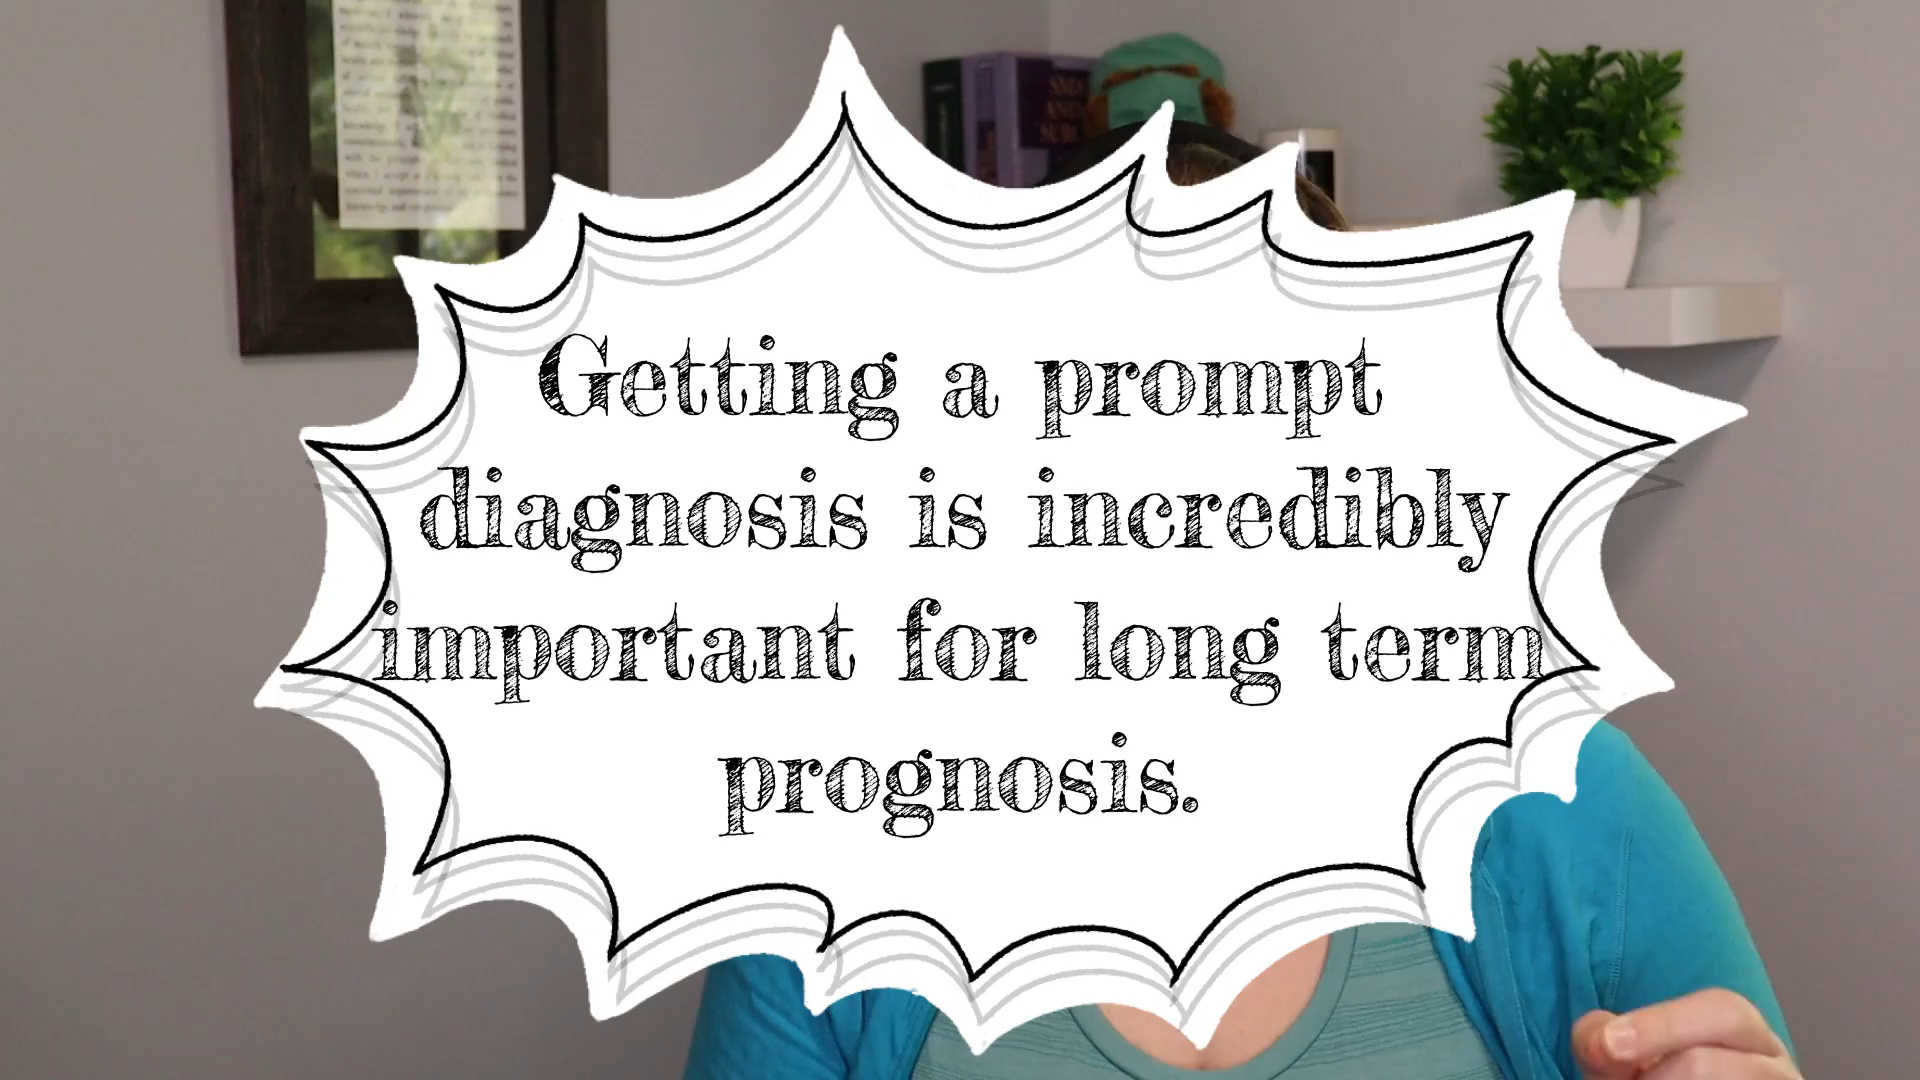 Getting a prompt
diagnosis is incredibly
important for long term
prognosis.